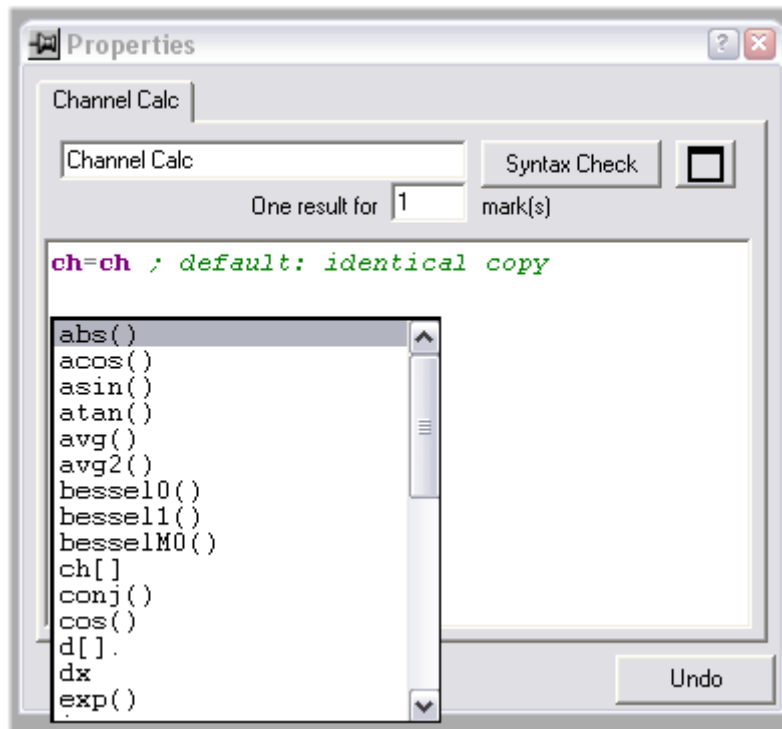 Properties
Channel Calc
Channel Calc
Syntax Check
One result for 1 mark(s)
ch=ch ; default: identical copy
abs()
acos()
asin()
atan()
avg()
avg2()
bessel0()
bessel1()
besselM0()
ch[]
conj()
cos()
d[].
dx
exp()
Undo